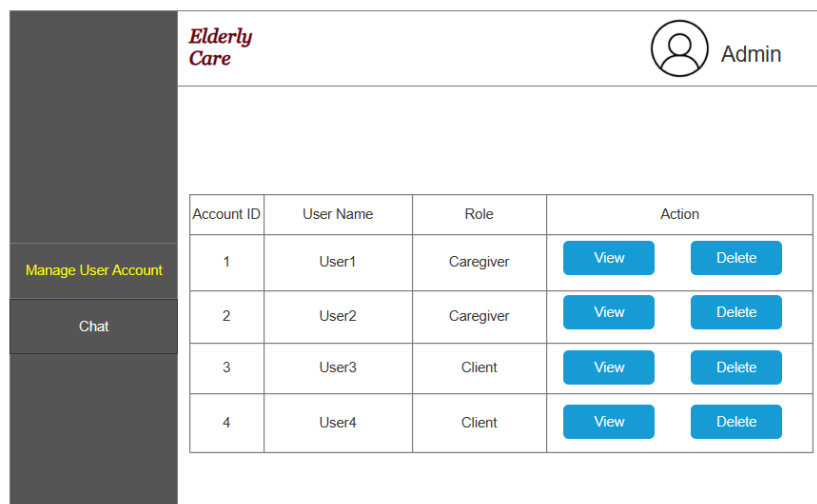 Elderly
Care
Admin
Account ID User Name Role Action
Manage User Account
1 User1 Caregiver View Delete
Chat
2 User2 Caregiver View Delete
3 User3 Client View Delete
4 User4 Client View Delete